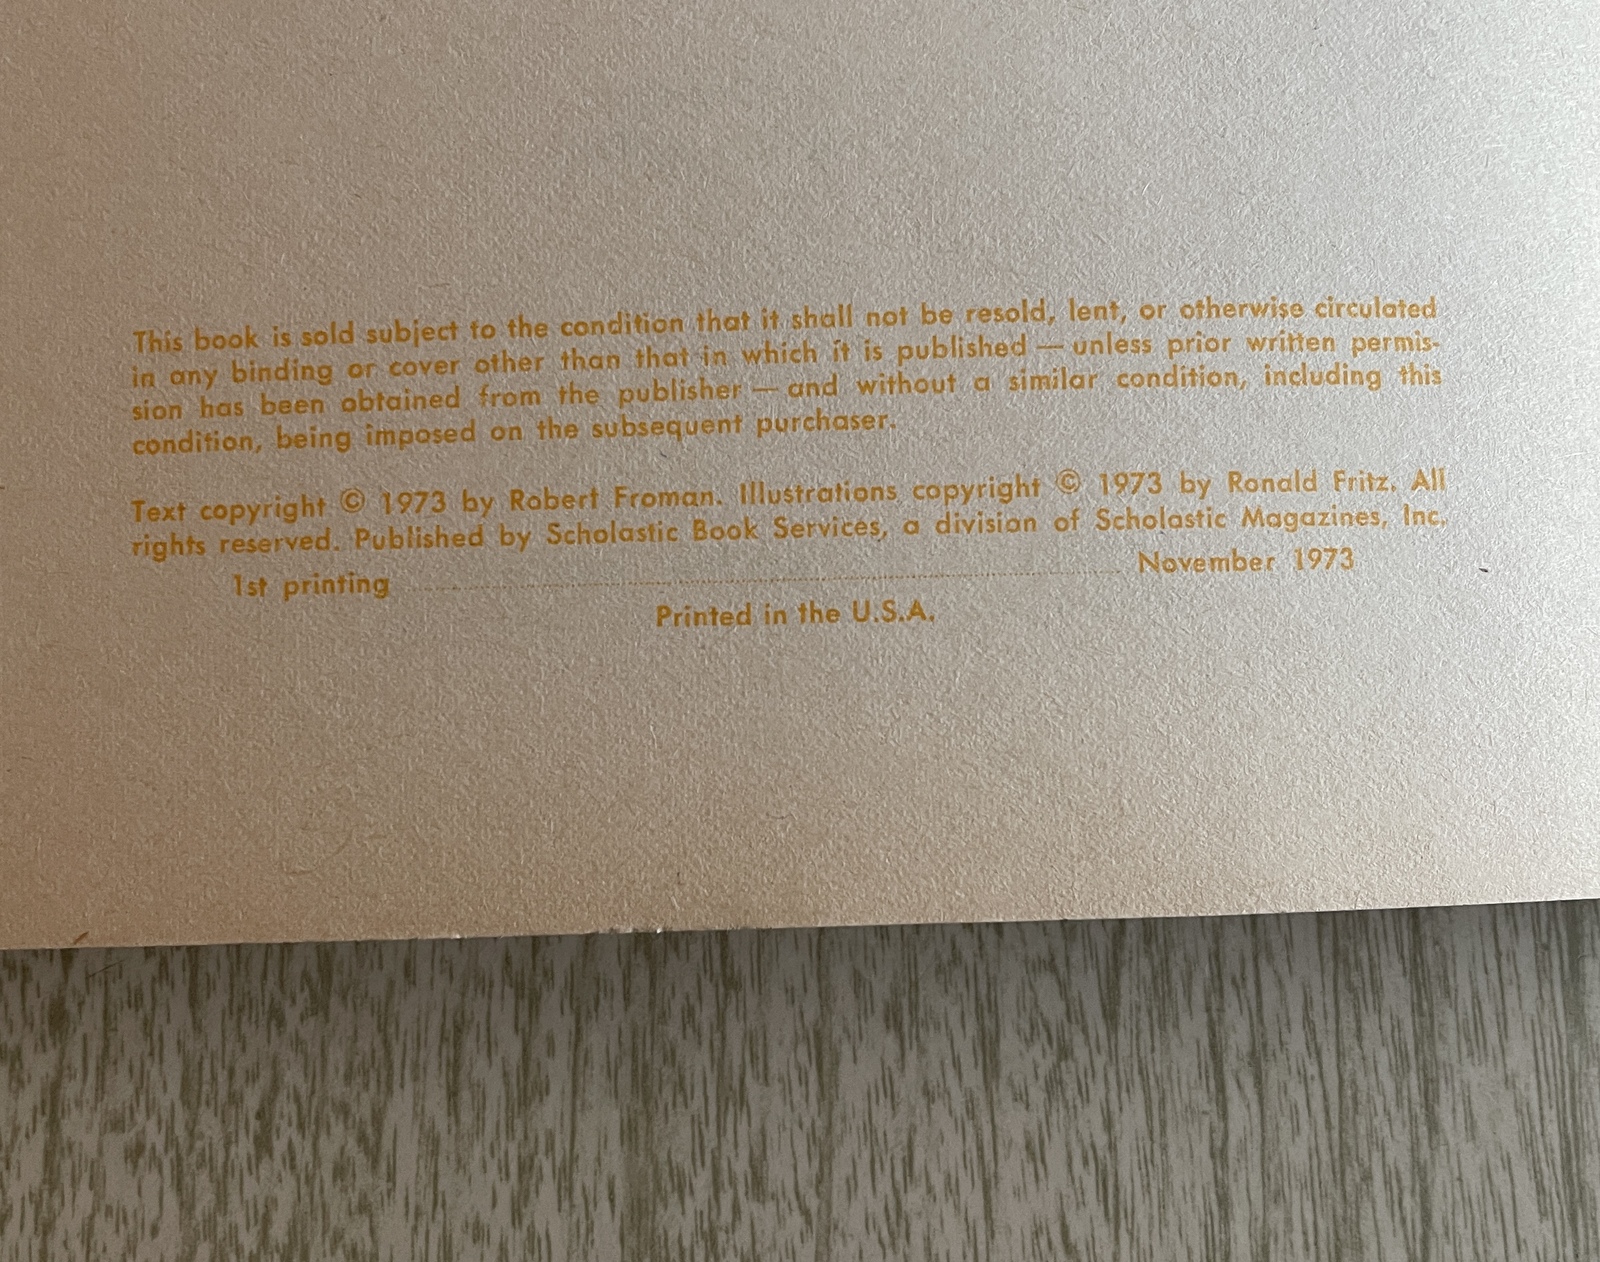 This book is sold subject to the condition that it shall not be resold, lent, or otherwise circulated
in any binding or cover other than that in which it is published — unless prior written permis-
sion has been obtained from the publisher — and without a similar condition, including this
condition, being imposed on the subsequent purchaser.
Text copyright © 1973 by Robert Froman. Illustrations copyright © 1973 by Ronald Fritz. All
rights reserved. Published by Scholastic Book Services, a division of Scholastic Magazines, Inc.
1st printing ........................................ November 1973
Printed in the U.S.A.